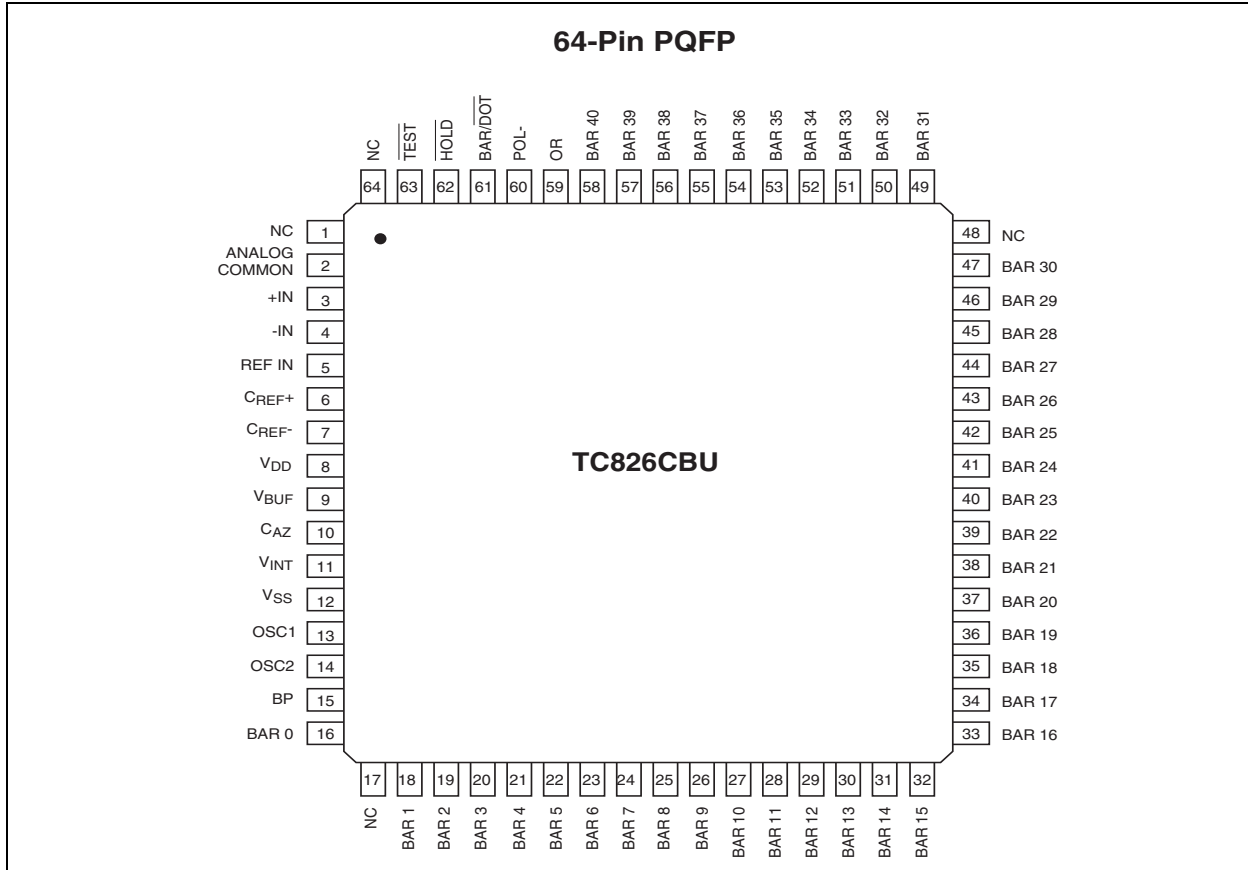 64-Pin PQFP
NC
TEST
HOLD
BAR/DOT
POL-
OR
BAR 40
BAR 39
BAR 38
BAR 37
BAR 36
BAR 35
BAR 34
BAR 33
BAR 32
BAR 31
64 63 62 61 60 59 58 57 56 55 54 53 52 51 50 49
NC 1
ANALOG
COMMON 2
+IN 3
-IN 4
REF IN 5
CREF+ 6
CREF- 7
VDD 8
VBUF 9
CAZ 10
VINT 11
VSS 12
OSC1 13
OSC2 14
BP 15
BAR 0 16
TC826CBU
48 NC
47 BAR 30
46 BAR 29
45 BAR 28
44 BAR 27
43 BAR 26
42 BAR 25
41 BAR 24
40 BAR 23
39 BAR 22
38 BAR 21
37 BAR 20
36 BAR 19
35 BAR 18
34 BAR 17
33 BAR 16
17 18 19 20 21 22 23 24 25 26 27 28 29 30 31 32
NC
BAR 1
BAR 2
BAR 3
BAR 4
BAR 5
BAR 6
BAR 7
BAR 8
BAR 9
BAR 10
BAR 11
BAR 12
BAR 13
BAR 14
BAR 15